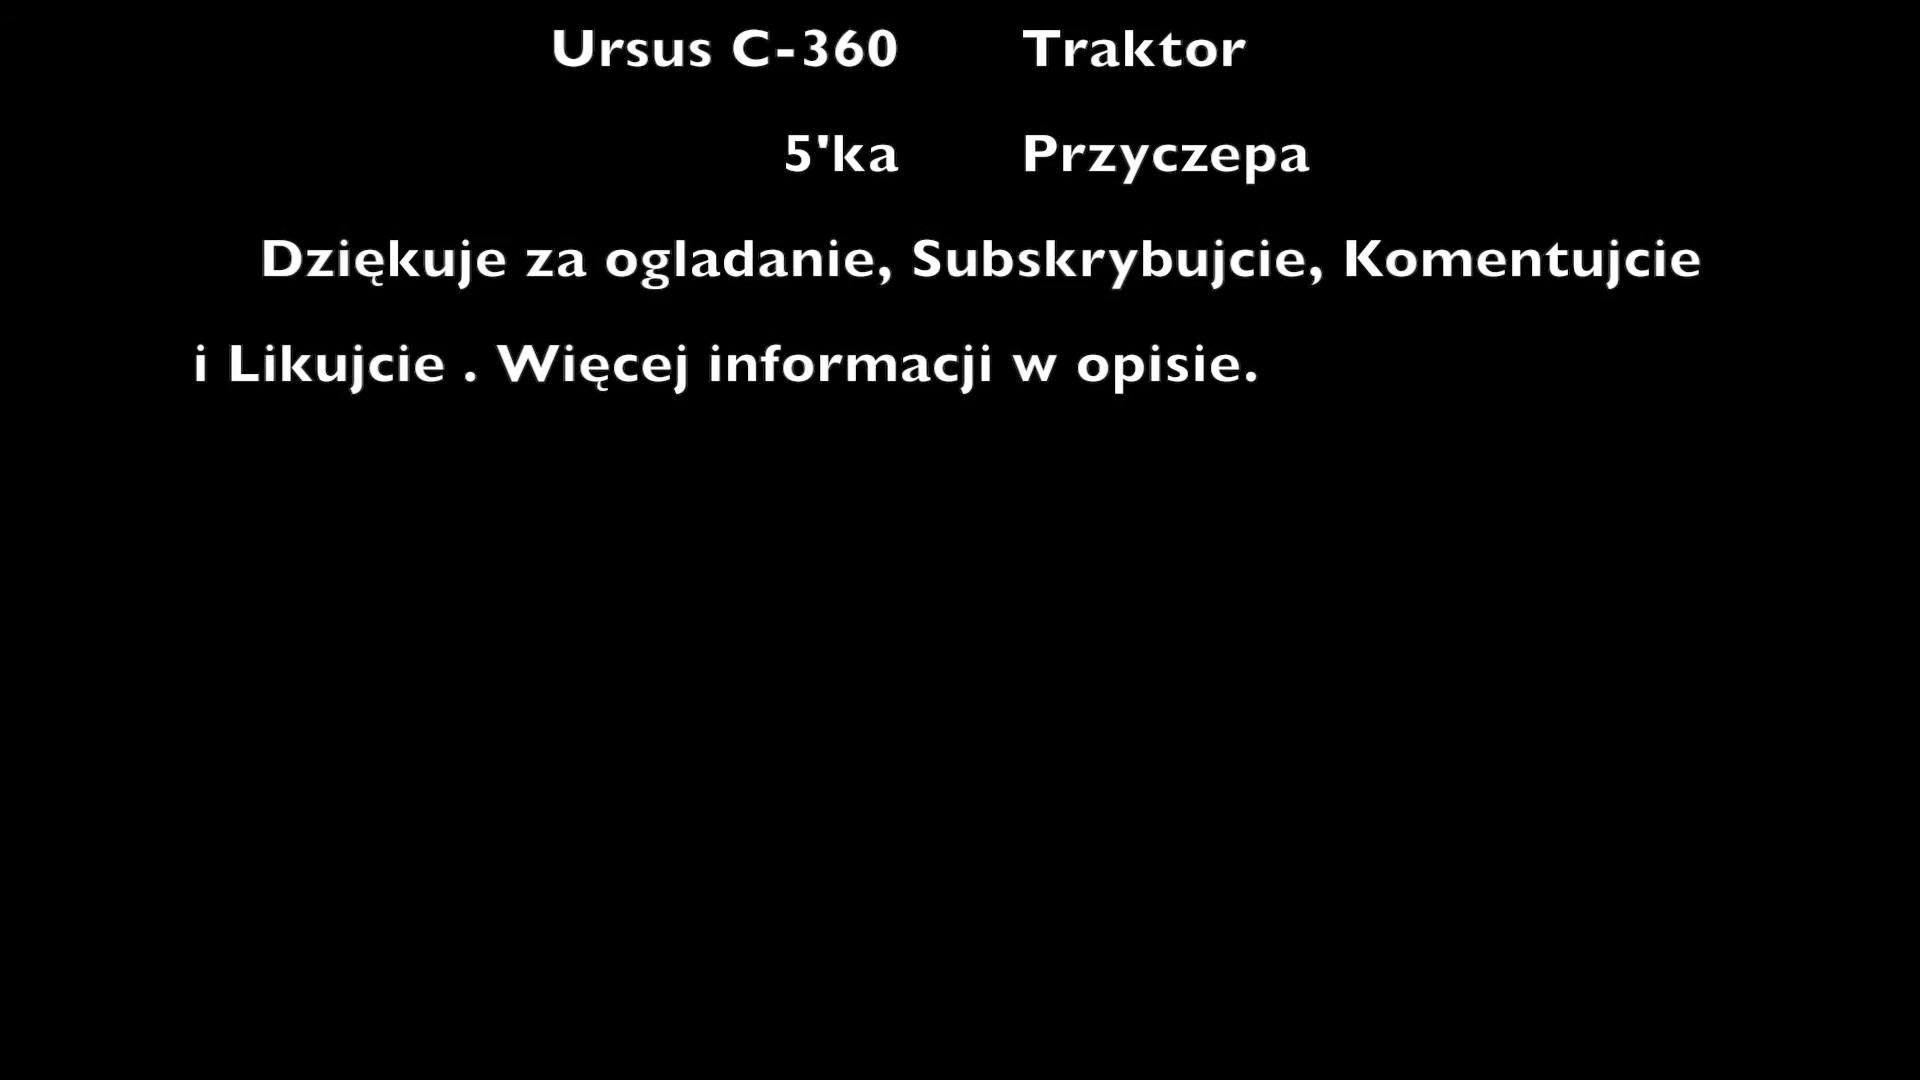 Ursus C-360 Traktor
5'ka Przyczepa
Dziękuje za ogladanie, Subskrybujcie, Komentujcie
i Likujcie . Więcej informacji w opisie.